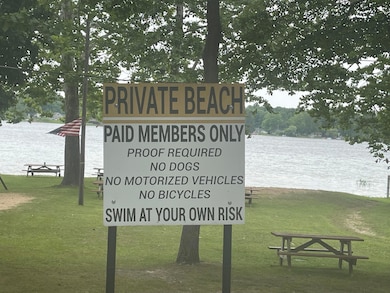 PRIVATE BEACH
PAID MEMBERS ONLY
PROOF REQUIRED
NO DOGS
NO MOTORIZED VEHICLES
NO BICYCLES
SWIM AT YOUR OWN RISK